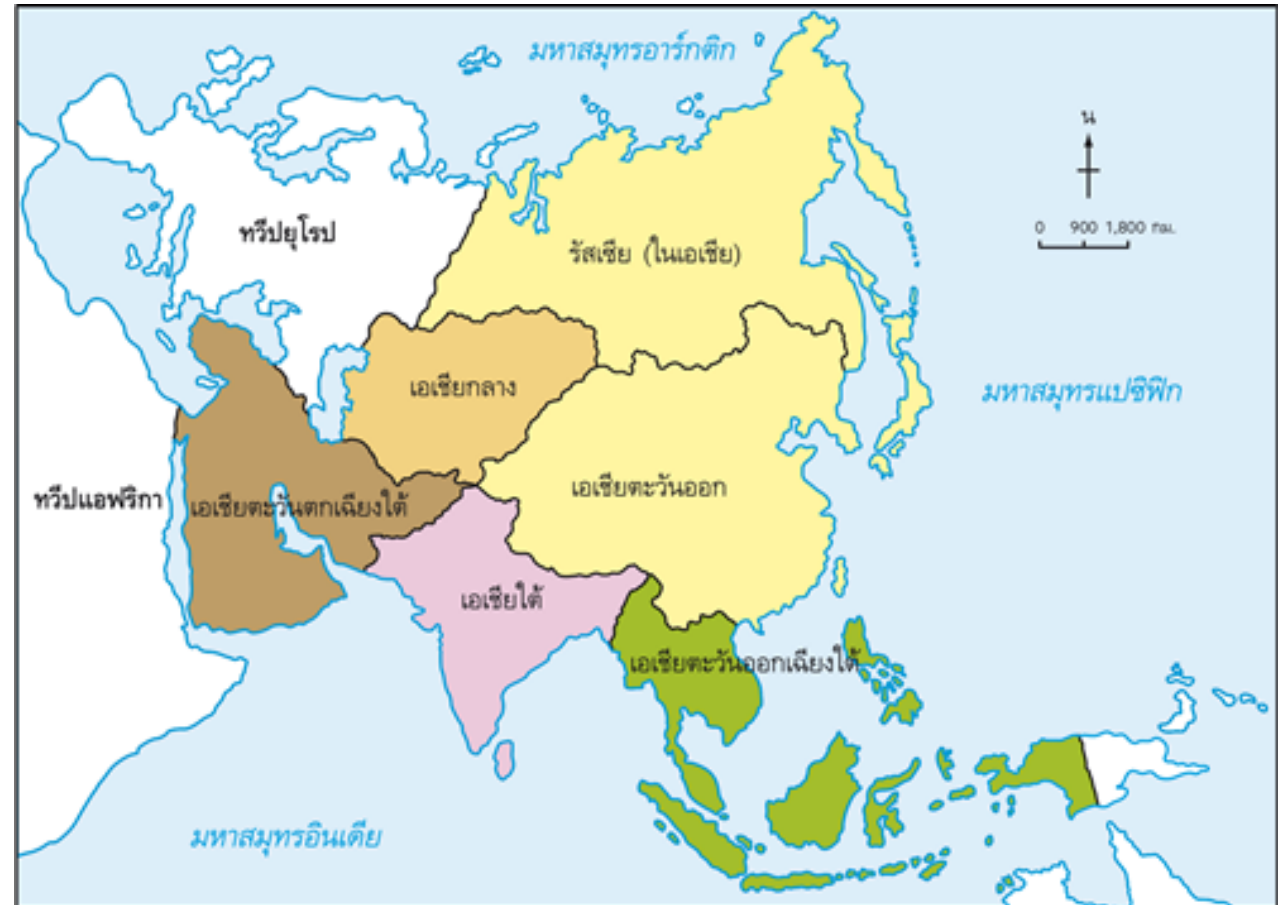 มหาสมุทรอาร์กติก
น
ทวีปยุโรป
0 900 1,800 กม.
รัสเซีย (ในเอเชีย)
เอเชียกลาง
มหาสมุทรแปซิฟิก
เอเชียตะวันออก
ทวีปแอฟริกา
เอเชียตะวันตกเฉียงใต้
เอเชียใต้
เอเชียตะวันออกเฉียงใต้
มหาสมุทรอินเดีย